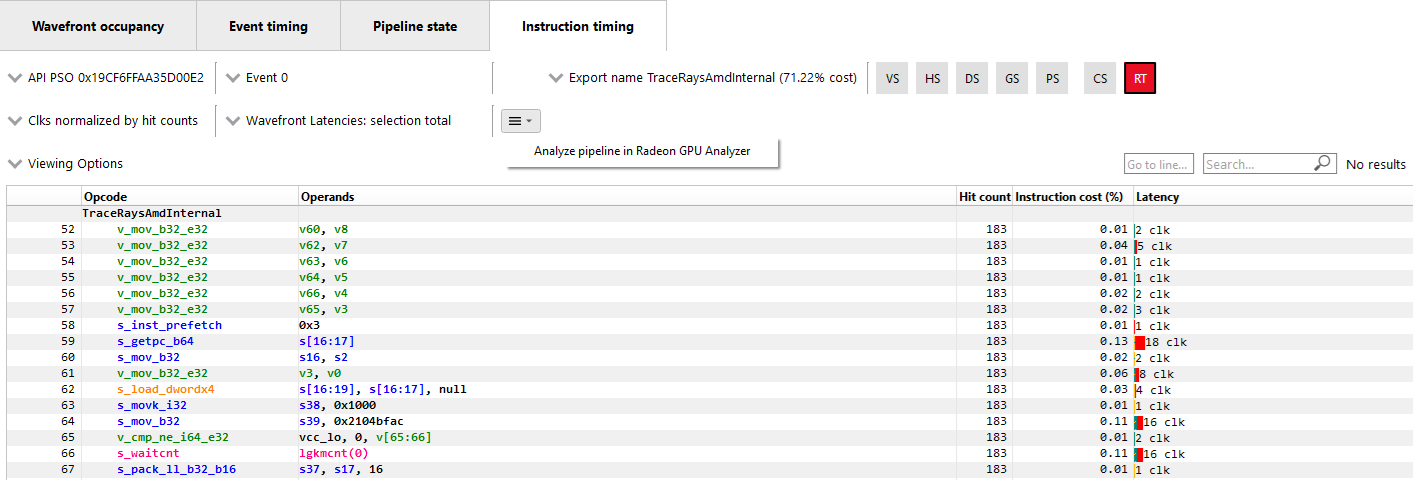 Wavefront occupancy Event timing Pipeline state Instruction timing
API PSO 0x19CF6FFAA35D00E2 Event 0 Export name TraceRaysAmdInternal (71.22% cost) VS HS DS GS PS CS RT
Clks normalized by hit counts Wavefront Latencies: selection total
Analyze pipeline in Radeon GPU Analyzer
Viewing Options Go to line... Search... No results
Opcode Operands Hit count Instruction cost (%) Latency
TraceRaysAmdInternal
52 v_mov_b32_e32 v60, v8 183 0.01 2 clk
53 v_mov_b32_e32 v62, v7 183 0.04 5 clk
54 v_mov_b32_e32 v63, v6 183 0.01 1 clk
55 v_mov_b32_e32 v64, v5 183 0.01 1 clk
56 v_mov_b32_e32 v66, v4 183 0.02 2 clk
57 v_mov_b32_e32 v65, v3 183 0.02 3 clk
58 s_inst_prefetch 0x3 183 0.01 1 clk
59 s_getpc_b64 s[16:17] 183 0.13 18 clk
60 s_mov_b32 s16, s2 183 0.02 2 clk
61 v_mov_b32_e32 v3, v0 183 0.06 8 clk
62 s_load_dwordx4 s[16:19], s[16:17], null 183 0.03 4 clk
63 s_movk_i32 s38, 0x1000 183 0.01 1 clk
64 s_mov_b32 s39, 0x2104bfac 183 0.11 16 clk
65 v_cmp_ne_i64_e32 vcc_lo, 0, v[65:66] 183 0.01 2 clk
66 s_waitcnt lgkmcnt(0) 183 0.11 16 clk
67 s_pack_ll_b32_b16 s37, s17, 16 183 0.01 1 clk